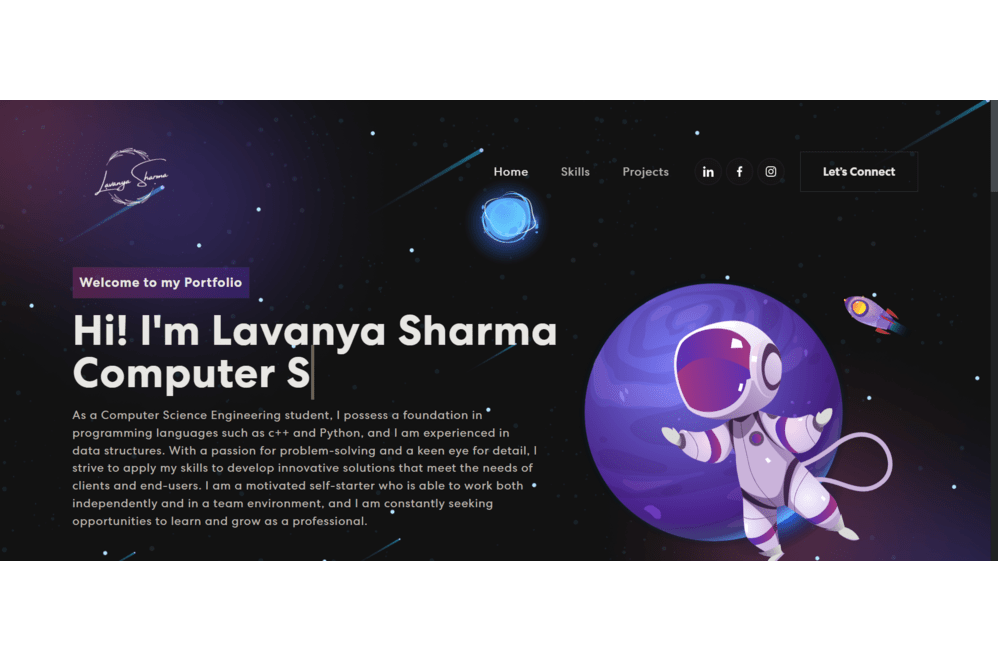 Lavanya Sharma
Home Skills Projects Let's Connect
Welcome to my Portfolio
Hi! I'm Lavanya Sharma
Computer S
As a Computer Science Engineering student, I possess a foundation in
programming languages such as c++ and Python, and I am experienced in
data structures. With a passion for problem-solving and a keen eye for detail, I
strive to apply my skills to develop innovative solutions that meet the needs of
clients and end-users. I am a motivated self-starter who is able to work both
independently and in a team environment, and I am constantly seeking
opportunities to learn and grow as a professional.